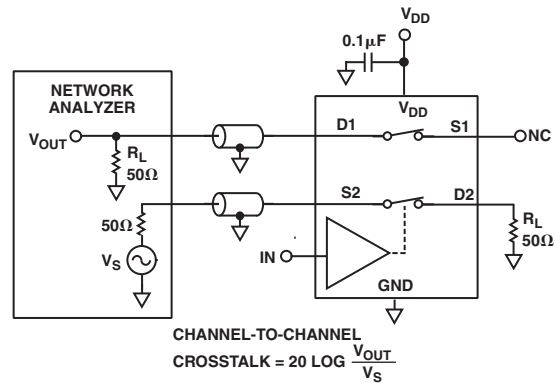 V_DD
0.1μF
NETWORK
ANALYZER
V_DD
V_OUT
D1
S1
NC
R_L
50Ω
S2
D2
50Ω
R_L
50Ω
V_S
IN
GND
CHANNEL-TO-CHANNEL
CROSSTALK = 20 LOG V_OUT/V_S